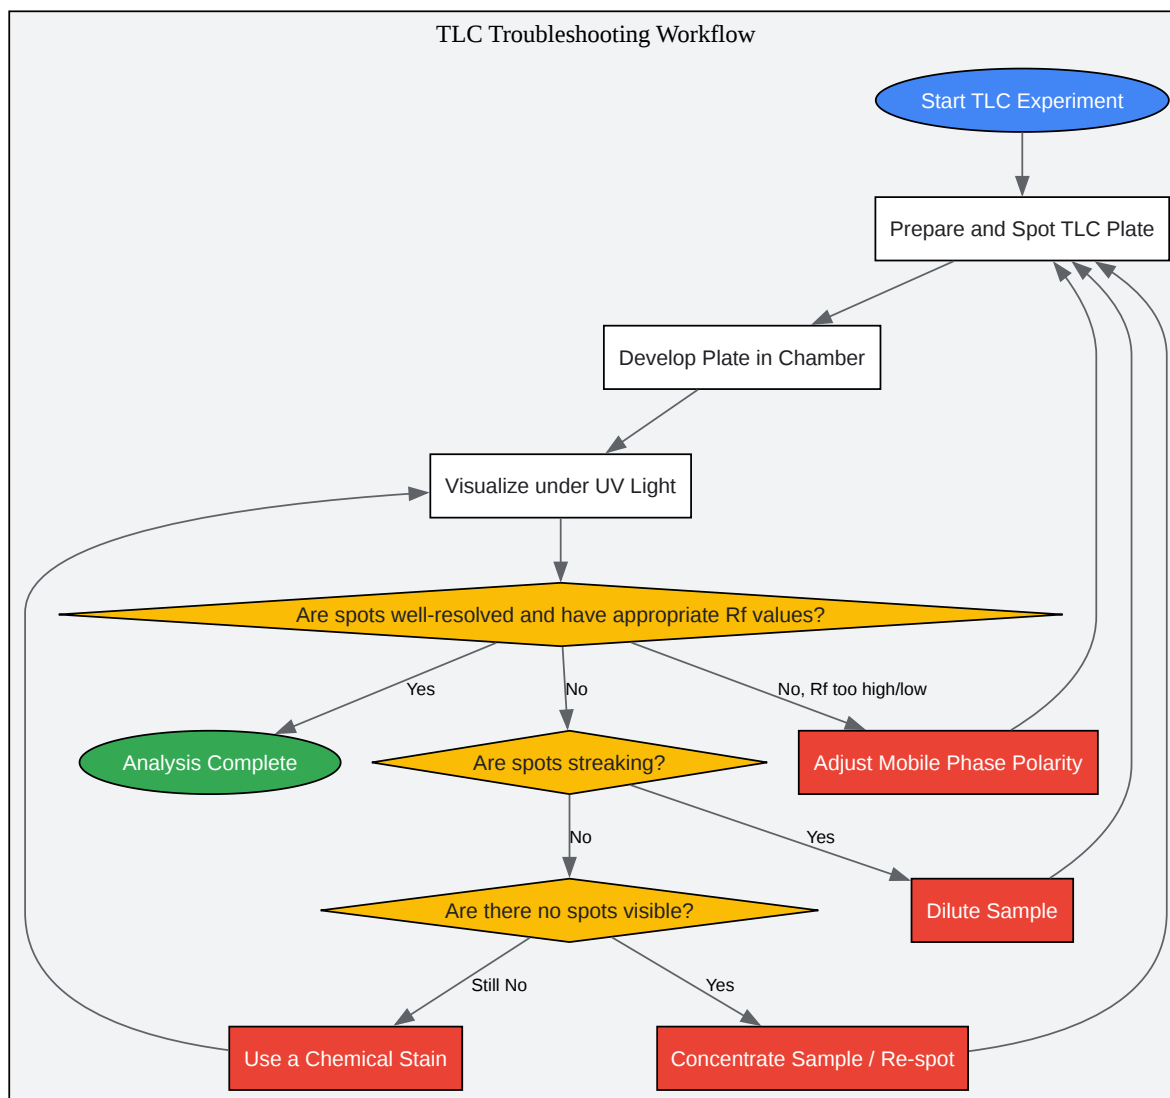 TLC Troubleshooting Workflow
Start TLC Experiment
Prepare and Spot TLC Plate
Develop Plate in Chamber
Visualize under UV Light
Are spots well-resolved and have appropriate Rf values?
Yes
No
No, Rf too high/low
Analysis Complete
Are spots streaking?
Adjust Mobile Phase Polarity
No
Yes
Are there no spots visible?
Dilute Sample
Still No
Yes
Use a Chemical Stain
Concentrate Sample / Re-spot